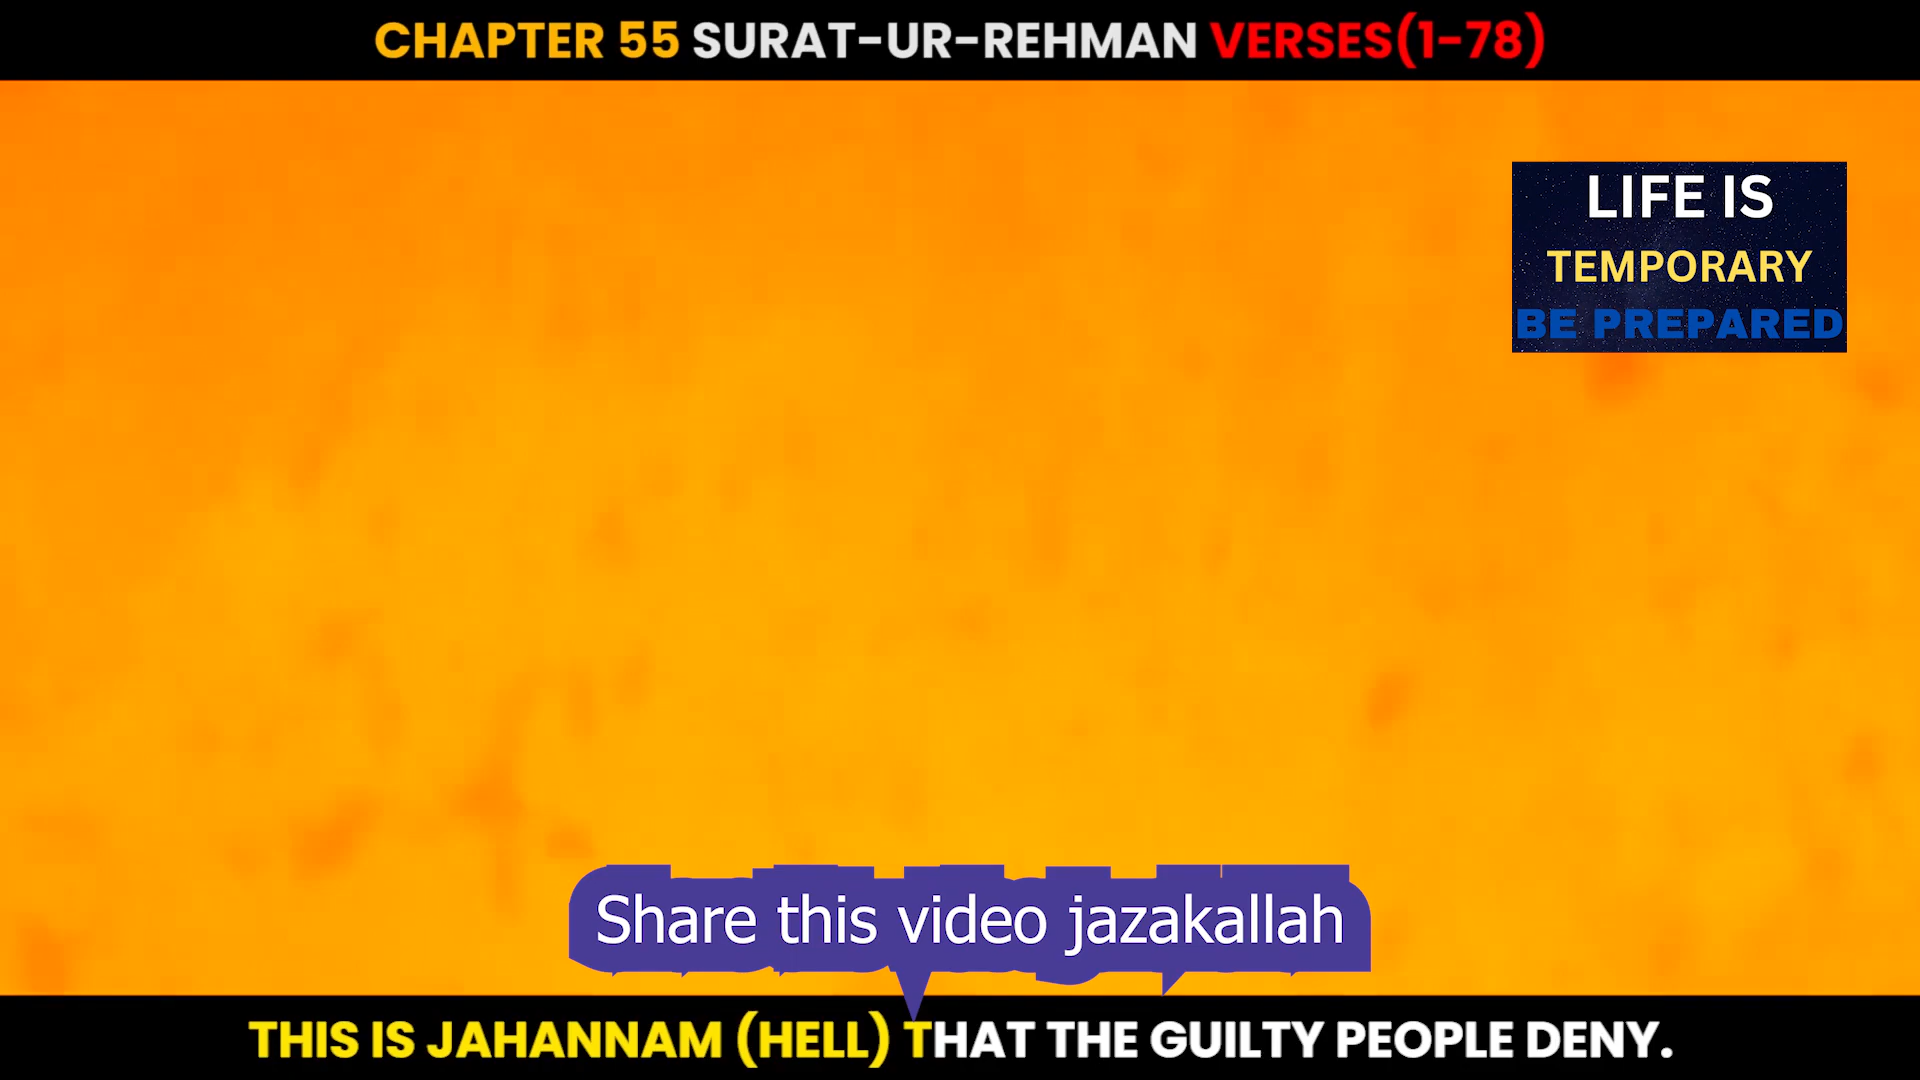 CHAPTER 55 SURAT-UR-REHMAN VERSES(1-78)
LIFE IS
TEMPORARY
BE PREPARED
Share this video jazakallah
THIS IS JAHANNAM (HELL) THAT THE GUILTY PEOPLE DENY.